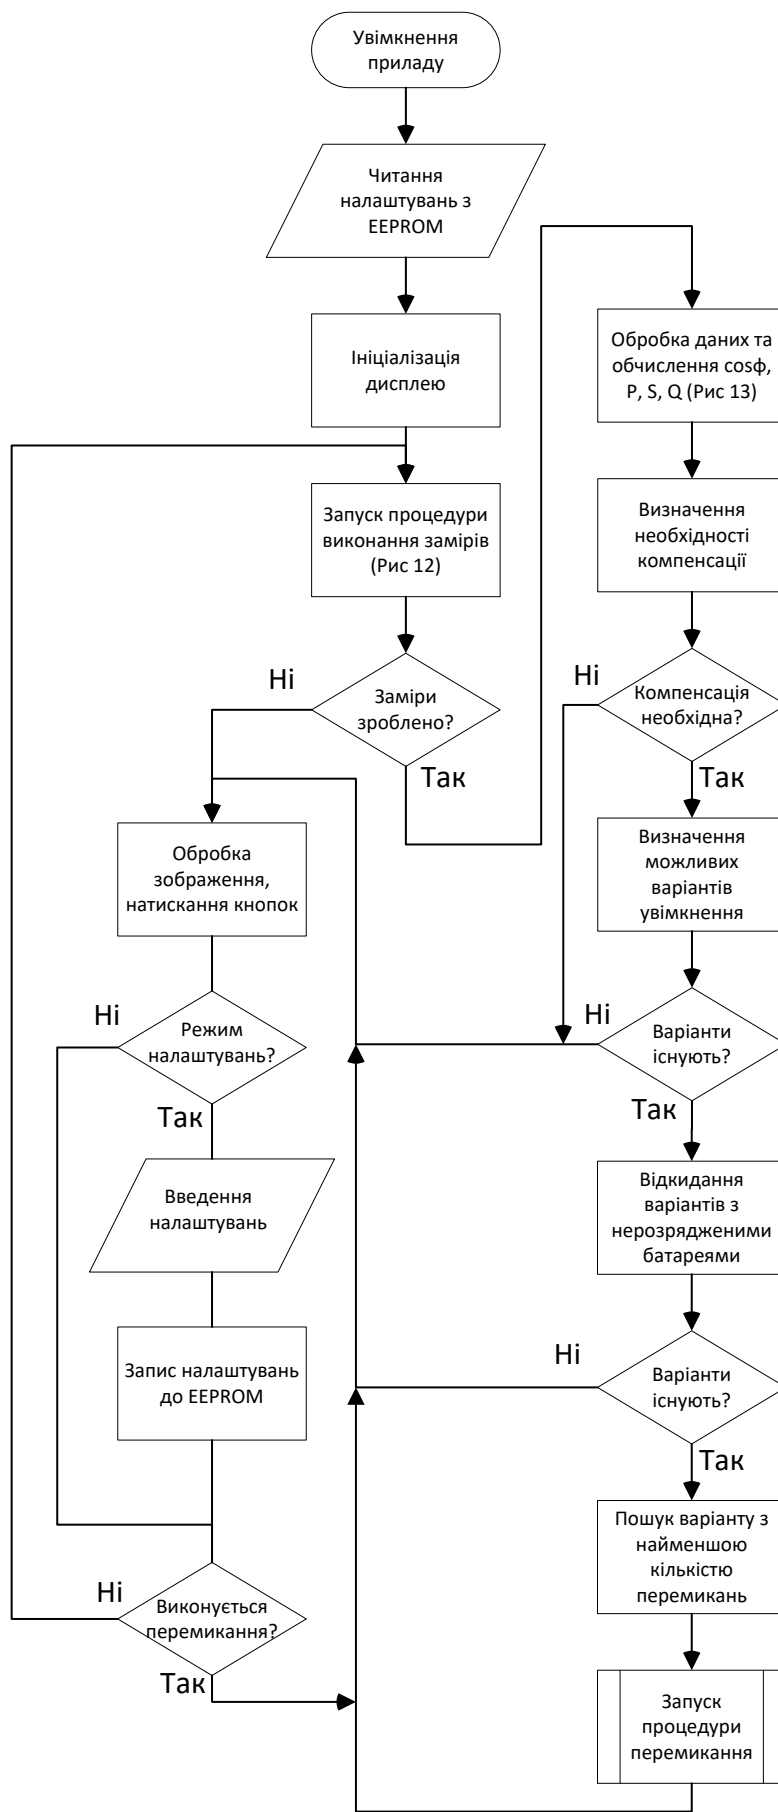 Увімкнення
приладу
Читання
налаштувань з
EEPROM
Ініціалізація
дисплею
Запуск процедури
виконання замірів
(Рис 12)
Заміри
зроблено?
Ні
Так
Обробка
зображення,
натискання кнопок
Режим
налаштувань?
Ні
Так
Введення
налаштувань
Запис налаштувань
до EEPROM
Виконується
перемикання?
Ні
Так
Обробка даних та
обчислення cosф,
P, S, Q (Рис 13)
Визначення
необхідності
компенсації
Компенсація
необхідна?
Ні
Так
Визначення
можливих
варіантів
увімкнення
Варіанти
існують?
Ні
Так
Відкидання
варіантів з
нерозрядженими
батареями
Варіанти
існують?
Ні
Так
Пошук варіанту з
найменшою
кількістю
перемикань
Запуск
процедури
перемикання